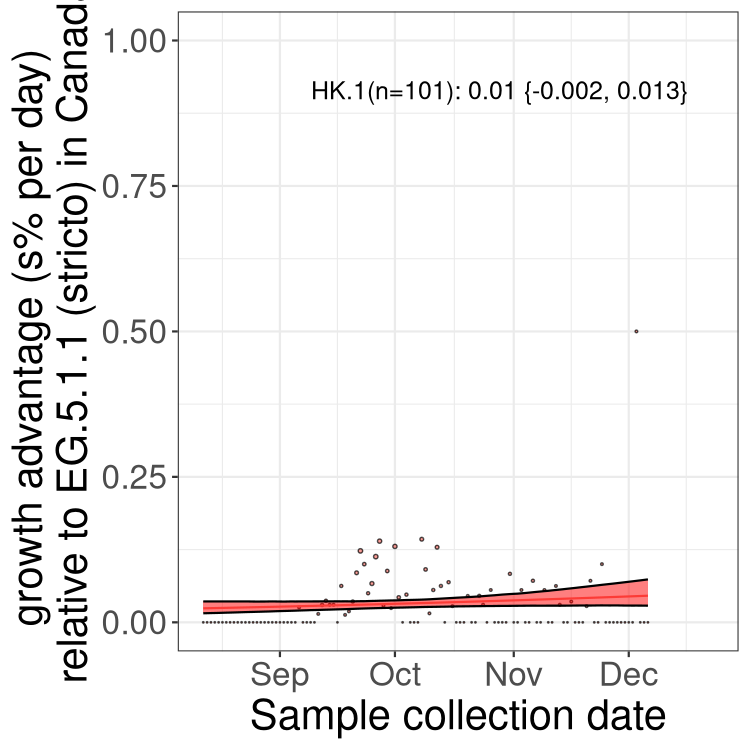 growth advantage (s% per day)
relative to EG.5.1.1 (stricto) in Canada
1.00
0.75
0.50
0.25
0.00
HK.1(n=101): 0.01 {-0.002, 0.013}
Sep Oct Nov Dec
Sample collection date